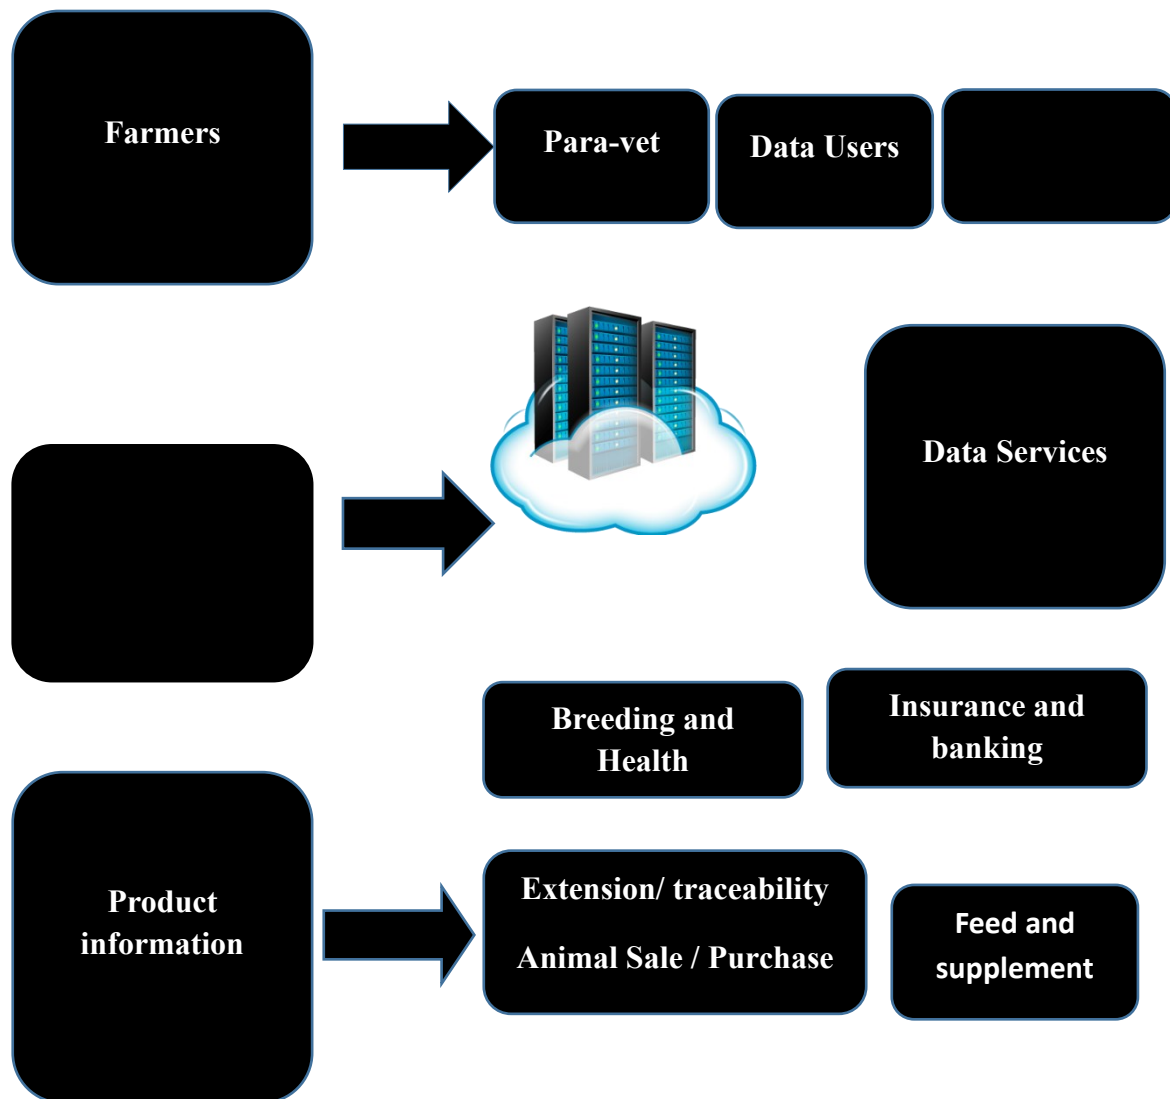 Farmers
Para-vet
Data Users
Data Services
Breeding and
Health
Insurance and
banking
Product
information
Extension/ traceability
Animal Sale / Purchase
Feed and
supplement